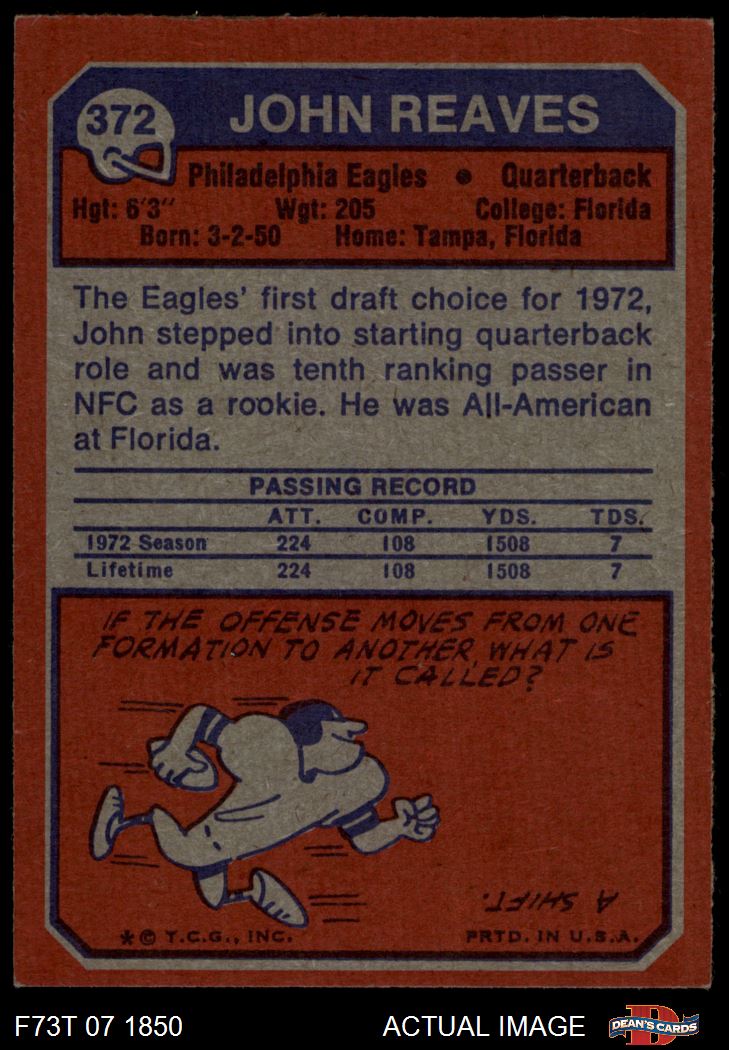 372
JOHN REAVES
Philadelphia Eagles • Quarterback
Hgt: 6'3" Wgt: 205 College: Florida
Born: 3-2-50 Home: Tampa, Florida
The Eagles' first draft choice for 1972,
John stepped into starting quarterback
role and was tenth ranking passer in
NFC as a rookie. He was All-American
at Florida.
PASSING RECORD
ATT. COMP. YDS. TDS.
1972 Season 224 108 1508 7
Lifetime 224 108 1508 7
IF THE OFFENSE MOVES FROM ONE
FORMATION TO ANOTHER, WHAT IS
IT CALLED?
A SHIFT.
*© T.C.G., INC. PRTD. IN U.S.A.
F73T 07 1850 ACTUAL IMAGE D DEAN'S CARDS